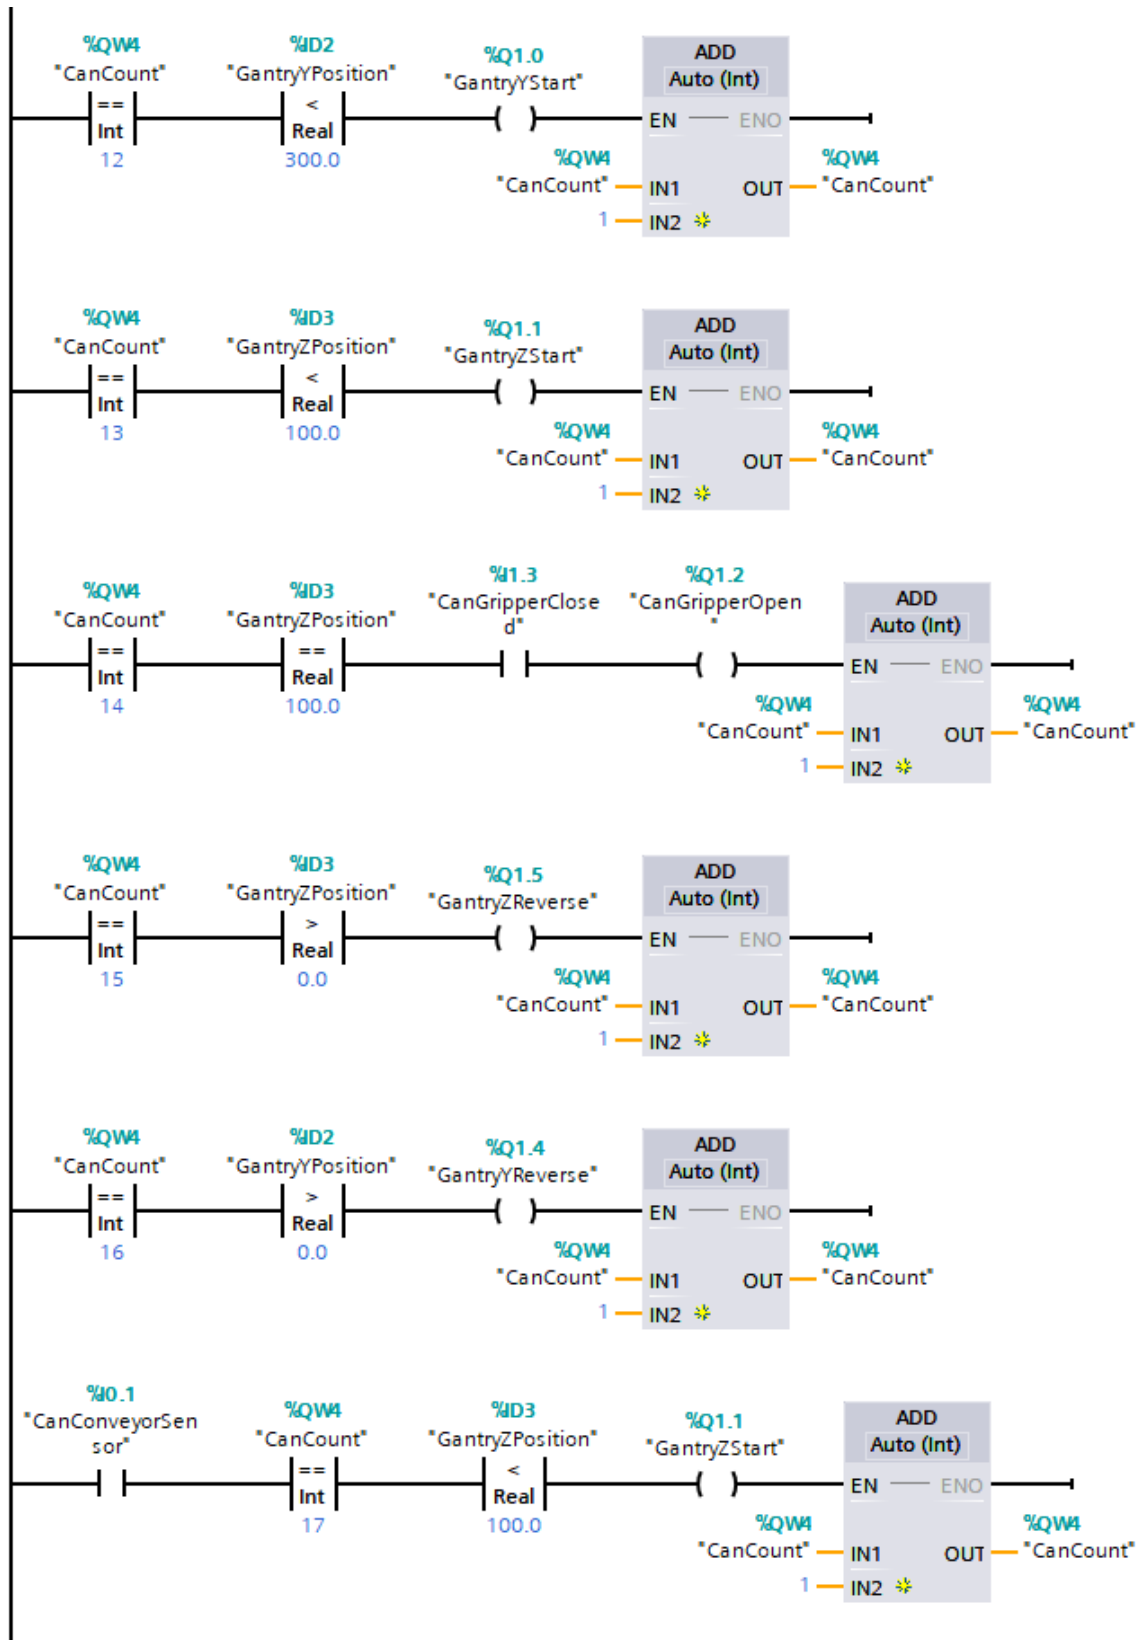 %QW4 %ID2 %Q1.0 ADD
"CanCount" "GantryYPosition" "GantryYStart" Auto (Int)
== <
Int Real EN ENO
12 300.0 %QW4 %QW4
"CanCount" IN1 OUT "CanCount"
1 IN2
%QW4 %ID3 %Q1.1 ADD
"CanCount" "GantryZPosition" "GantryZStart" Auto (Int)
== <
Int Real EN ENO
13 100.0 %QW4 %QW4
"CanCount" IN1 OUT "CanCount"
1 IN2
%I1.3 %Q1.2
%QW4 %ID3 "CanGripperClose "CanGripperOpen ADD
"CanCount" "GantryZPosition" d" " Auto (Int)
== ==
Int Real EN ENO
14 100.0 %QW4 %QW4
"CanCount" IN1 OUT "CanCount"
1 IN2
%QW4 %ID3 %Q1.5 ADD
"CanCount" "GantryZPosition" "GantryZReverse" Auto (Int)
== >
Int Real EN ENO
15 0.0 %QW4 %QW4
"CanCount" IN1 OUT "CanCount"
1 IN2
%QW4 %ID2 %Q1.4 ADD
"CanCount" "GantryYPosition" "GantryYReverse" Auto (Int)
== >
Int Real EN ENO
16 0.0 %QW4 %QW4
"CanCount" IN1 OUT "CanCount"
1 IN2
%I0.1
"CanConveyorSen %QW4 %ID3 %Q1.1 ADD
sor" "CanCount" "GantryZPosition" "GantryZStart" Auto (Int)
== <
Int Real EN ENO
17 100.0 %QW4 %QW4
"CanCount" IN1 OUT "CanCount"
1 IN2